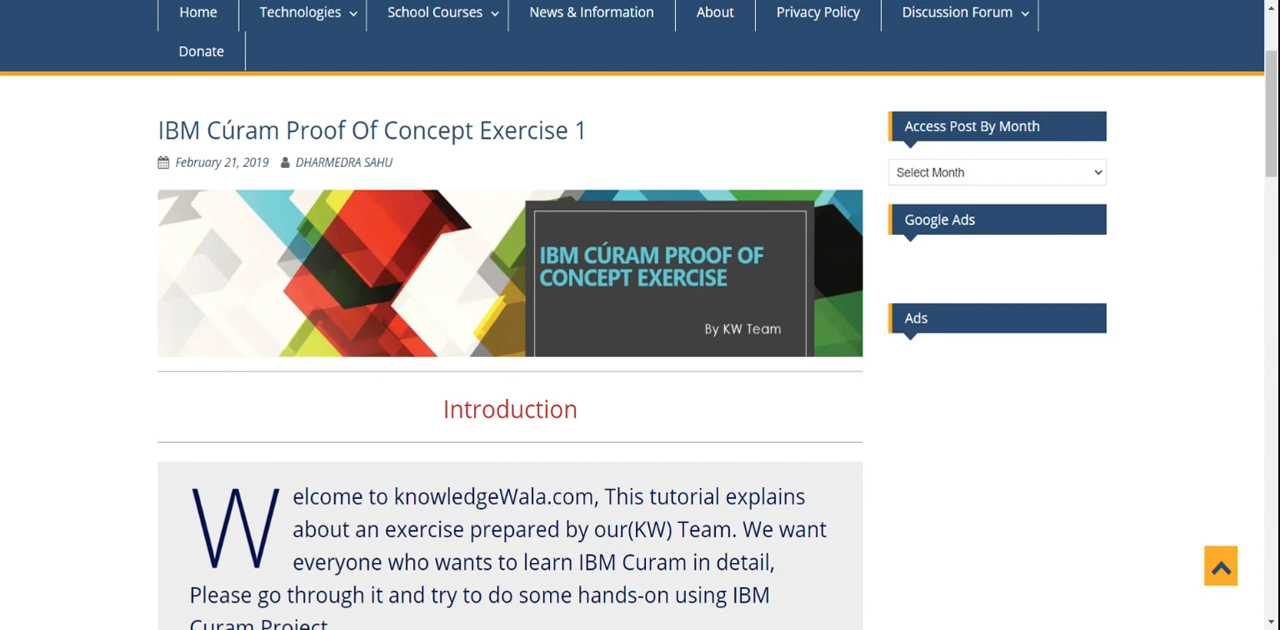 Home
Technologies
School Courses
News & Information
About
Privacy Policy
Discussion Forum
Donate
IBM Cúram Proof Of Concept Exercise 1
February 21, 2019 DHARMEDRA SAHU
IBM CÚRAM PROOF OF
CONCEPT EXERCISE
By KW Team
Introduction
Welcome to knowledgeWala.com, This tutorial explains
about an exercise prepared by our(KW) Team. We want
everyone who wants to learn IBM Curam in detail,
Please go through it and try to do some hands-on using IBM
Curam Project
Access Post By Month
Select Month
Google Ads
Ads